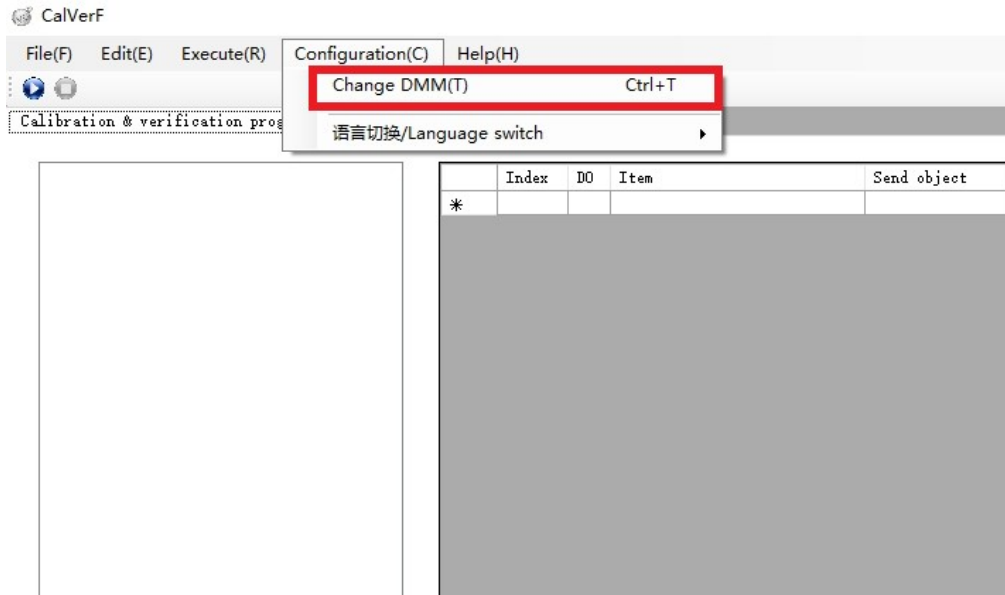 CalVerF
File(F) Edit(E) Execute(R) Configuration(C) Help(H)
Change DMM(T) Ctrl+T
Calibration & verification prog
语言切换/Language switch
Index DO Item Send object
*